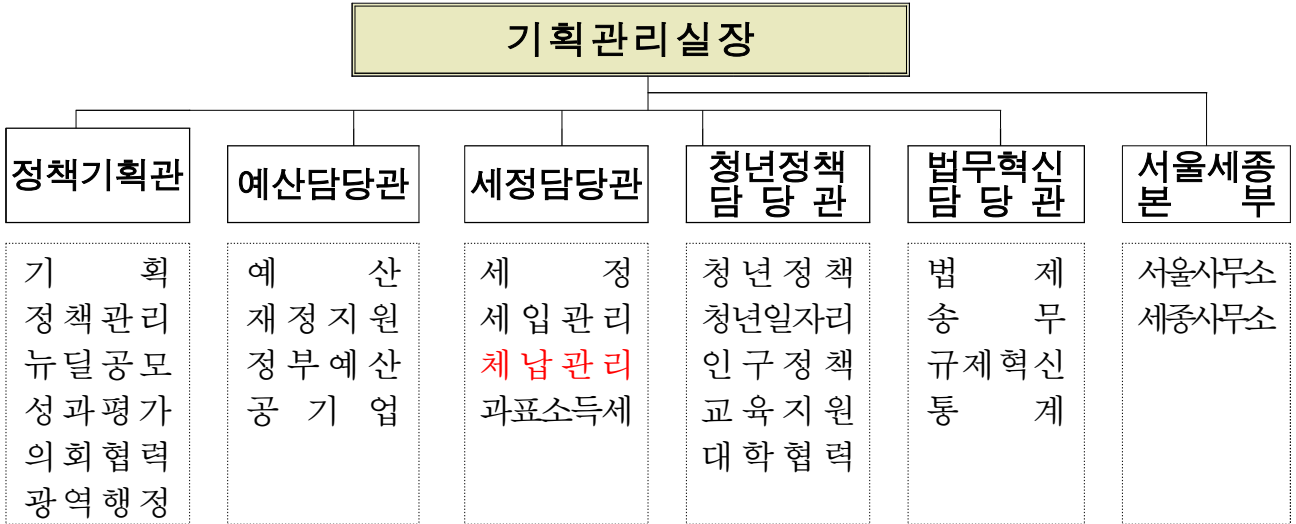 기획관리실장
정책기획관
예산담당관
세정담당관
청년정책
담당관
법무혁신
담당관
서울세종
본부
기획
정책관리
뉴딜공모
성과평가
의회협력
광역행정
예산
재정지원
정부예산
공기업
세정
세입관리
체납관리
과표소득세
청년정책
청년일자리
인구정책
교육지원
대학협력
법제
송무
규제혁신
통계
서울사무소
세종사무소